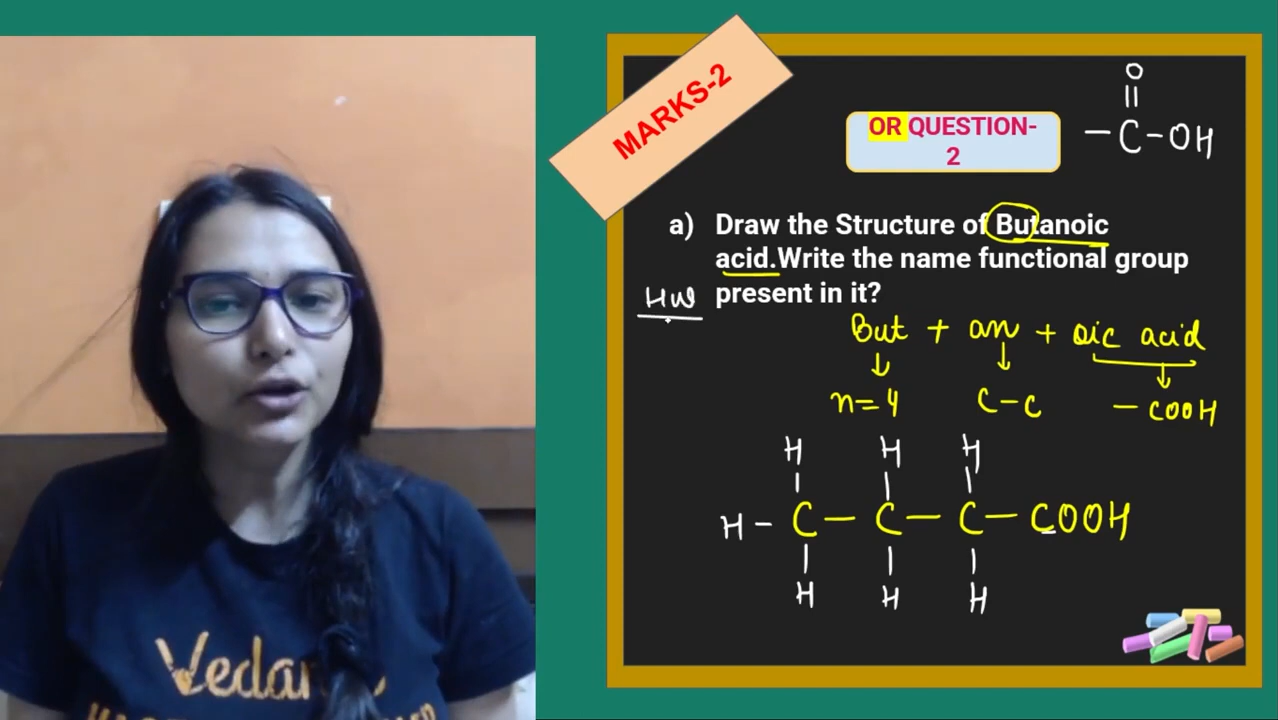 MARKS-2
OR QUESTION-
2
O
||
-C-OH
a) Draw the Structure of Butanoic
acid.Write the name functional group
present in it?
HW
But + an + oic acid
↓ ↓ ↓
n=4 C-C -COOH
H H H
| | |
H-C-C-C-COOH
| | |
H H H